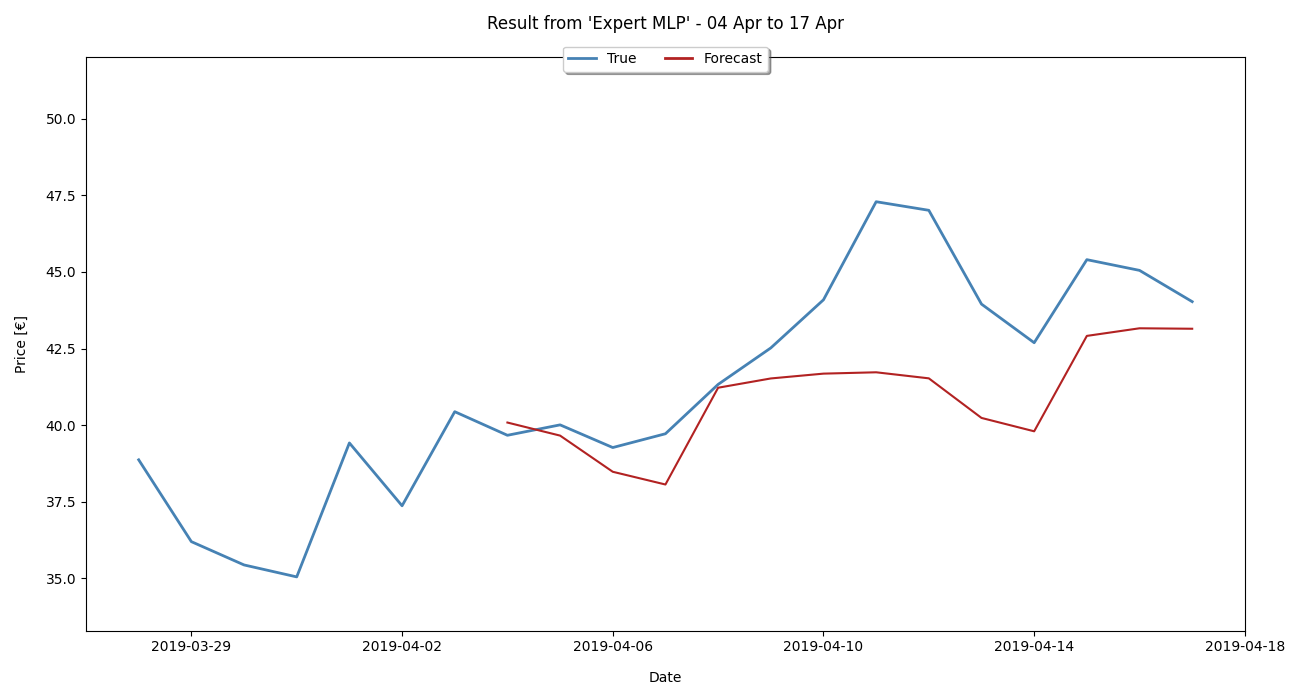 Result from 'Expert MLP' - 04 Apr to 17 Apr
True Forecast
50.0
47.5
45.0
42.5
40.0
37.5
35.0
Price [€]
2019-03-29 2019-04-02 2019-04-06 2019-04-10 2019-04-14 2019-04-18
Date